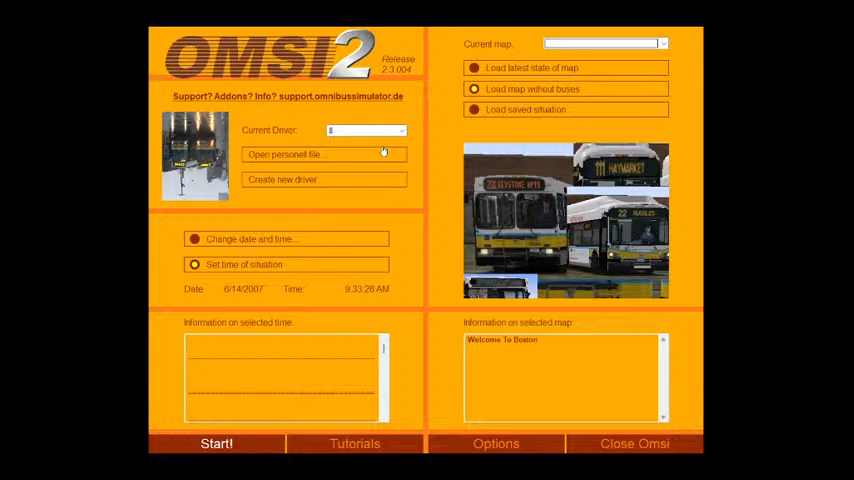 OMSI 2
Release
2.3.004
Support? Addons? Info? support.omnibussimulator.de
Current Driver:
8
Open personell file...
Create new driver
Change date and time...
Set time of situation
Date:
6/14/2007
Time:
9:33:26 AM
Information on selected time
Start!
Tutorials
Current map:
Load latest state of map
Load map without buses
Load saved situation...
111 HAYMARKET
22 RUGGLES
Information on selected map:
Welcome To Boston
Options
Close Omsi